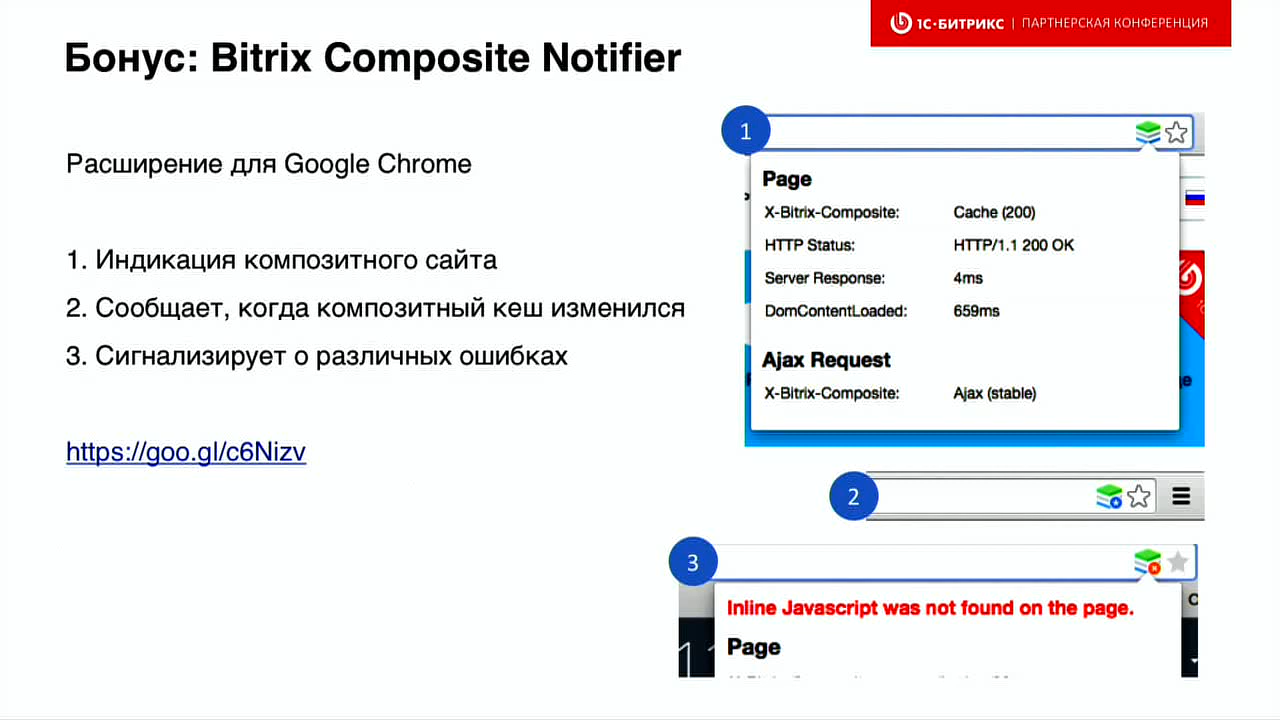 1С-БИТРИКС | ПАРТНЕРСКАЯ КОНФЕРЕНЦИЯ
Бонус: Bitrix Composite Notifier
Расширение для Google Chrome
1. Индикация композитного сайта
2. Сообщает, когда композитный кеш изменился
3. Сигнализирует о различных ошибках
https://goo.gl/c6Nizv
1
Page
X-Bitrix-Composite: Cache (200)
HTTP Status: HTTP/1.1 200 OK
Server Response: 4ms
DomContentLoaded: 659ms
Ajax Request
X-Bitrix-Composite: Ajax (stable)
2
3
Inline Javascript was not found on the page.
Page